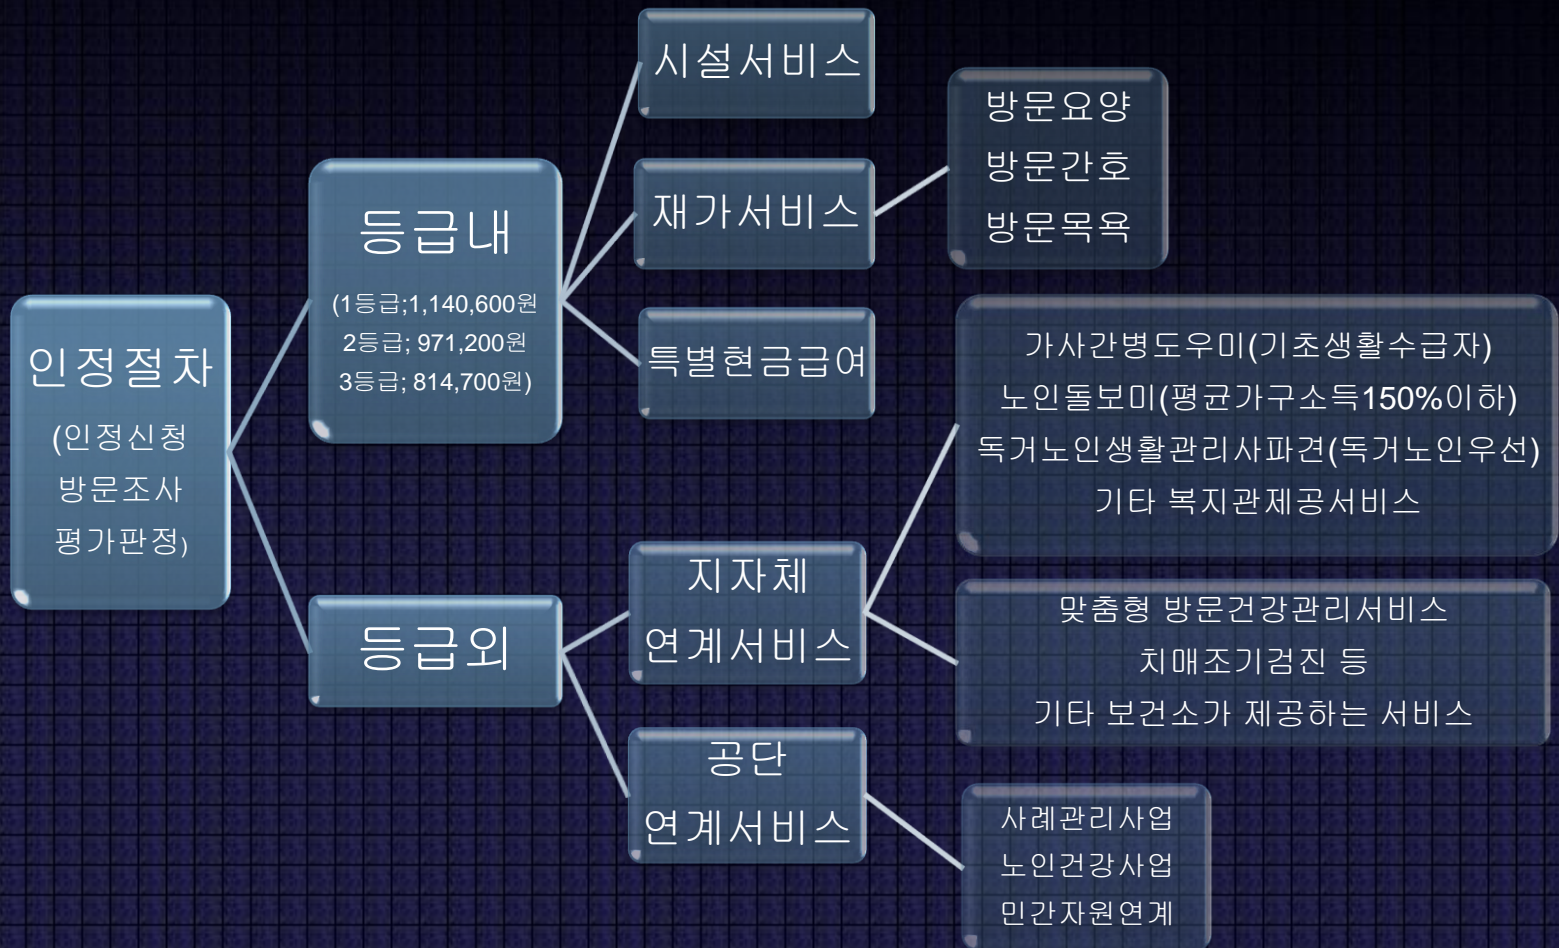 인정절차
(인정신청
방문조사
평가판정)
등급내
(1등급;1,140,600원
2등급; 971,200원
3등급; 814,700원)
시설서비스
재가서비스
방문요양
방문간호
방문목욕
특별현금급여
등급외
지자체
연계서비스
가사간병도우미(기초생활수급자)
노인돌보미(평균가구소득150%이하)
독거노인생활관리사파견(독거노인우선)
기타 복지관제공서비스
맞춤형 방문건강관리서비스
치매조기검진 등
기타 보건소가 제공하는 서비스
공단
연계서비스
사례관리사업
노인건강사업
민간자원연계